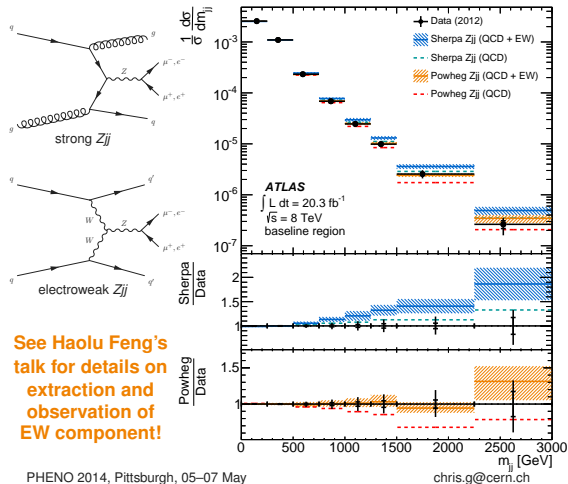 q
g
Z
μ⁻, e⁻
μ⁺, e⁺
g
q
strong Zjj
q
q′
W
Z
μ⁻, e⁻
W
μ⁺, e⁺
q
q′
electroweak Zjj
See Haolu Feng's
talk for details on
extraction and
observation of
EW component!
1/σ dσ/dm_jj
10⁻³
10⁻⁴
10⁻⁵
10⁻⁶
10⁻⁷
Data (2012)
Sherpa Zjj (QCD + EW)
Sherpa Zjj (QCD)
Powheg Zjj (QCD + EW)
Powheg Zjj (QCD)
ATLAS
∫ L dt = 20.3 fb⁻¹
√s = 8 TeV
baseline region
Sherpa
Data
2
1.5
1
Powheg
Data
1.5
1
0 500 1000 1500 2000 2500 3000
m_jj [GeV]
PHENO 2014, Pittsburgh, 05–07 May
chris.g@cern.ch